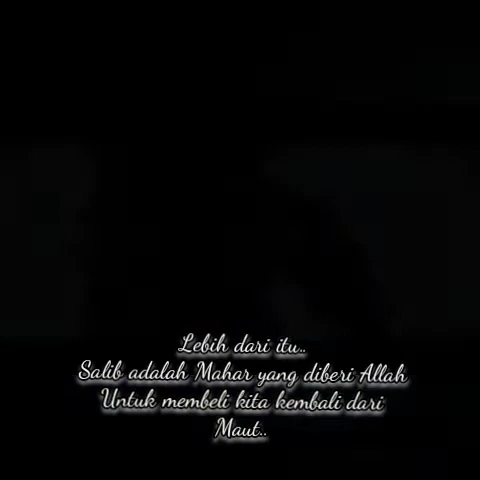 Lebih dari itu..
Salib adalah Mahar yang diberi Allah
Untuk membeli kita kembali dari
Maut..